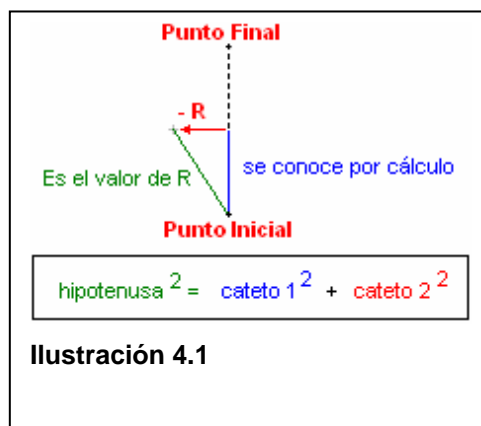 Punto Final
- R
Es el valor de R
se conoce por cálculo
Punto Inicial
hipotenusa ² = cateto 1 ² + cateto 2 ²
Ilustración 4.1